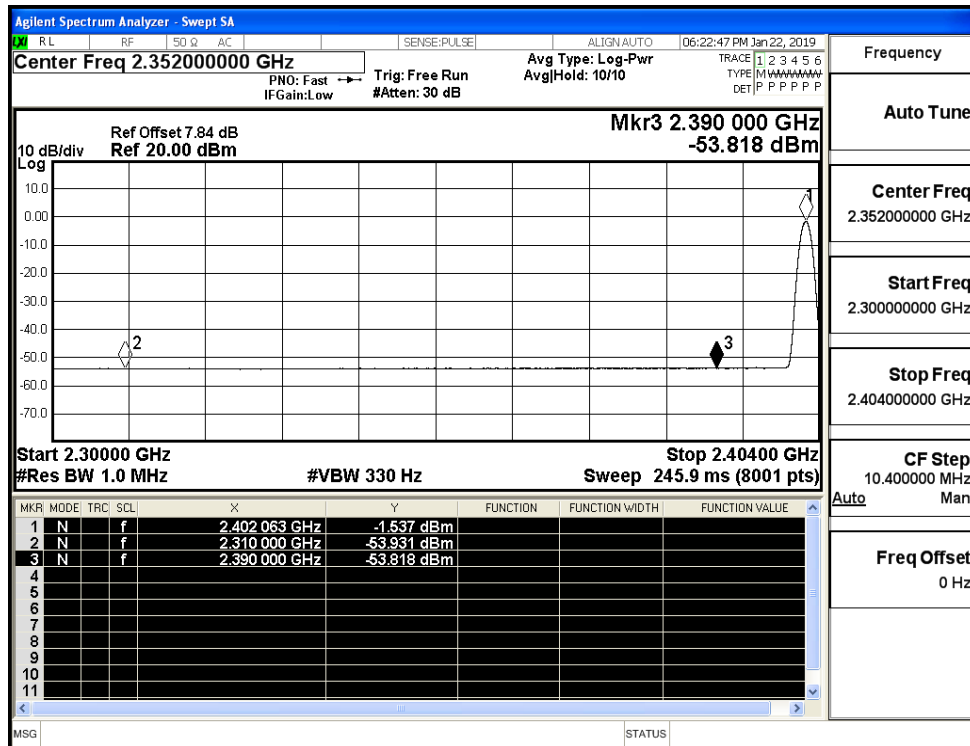 Agilent Spectrum Analyzer - Swept SA
LXI RL RF 50 Ω AC SENSE:PULSE ALIGN AUTO 06:22:47 PM Jan 22, 2019
Center Freq 2.352000000 GHz
PNO: Fast
IFGain:Low
Trig: Free Run
#Atten: 30 dB
Avg Type: Log-Pwr
Avg|Hold: 10/10
TRACE 1 2 3 4 5 6
TYPE MWWWWW
DET P P P P P P
Mkr3 2.390 000 GHz
-53.818 dBm
Ref Offset 7.84 dB
10 dB/div Ref 20.00 dBm
Log
10.0
0.00
-10.0
-20.0
-30.0
-40.0
-50.0
-60.0
-70.0
1
2
3
Start 2.30000 GHz Stop 2.40400 GHz
#Res BW 1.0 MHz #VBW 330 Hz Sweep 245.9 ms (8001 pts)
MKR MODE TRC SCL X Y FUNCTION FUNCTION WIDTH FUNCTION VALUE
1 N f 2.402 063 GHz -1.537 dBm
2 N f 2.310 000 GHz -53.931 dBm
3 N f 2.390 000 GHz -53.818 dBm
4
5
6
7
8
9
10
11
MSG STATUS
Frequency
Auto Tune
Center Freq
2.352000000 GHz
Start Freq
2.300000000 GHz
Stop Freq
2.404000000 GHz
CF Step
10.400000 MHz
Auto Man
Freq Offset
0 Hz